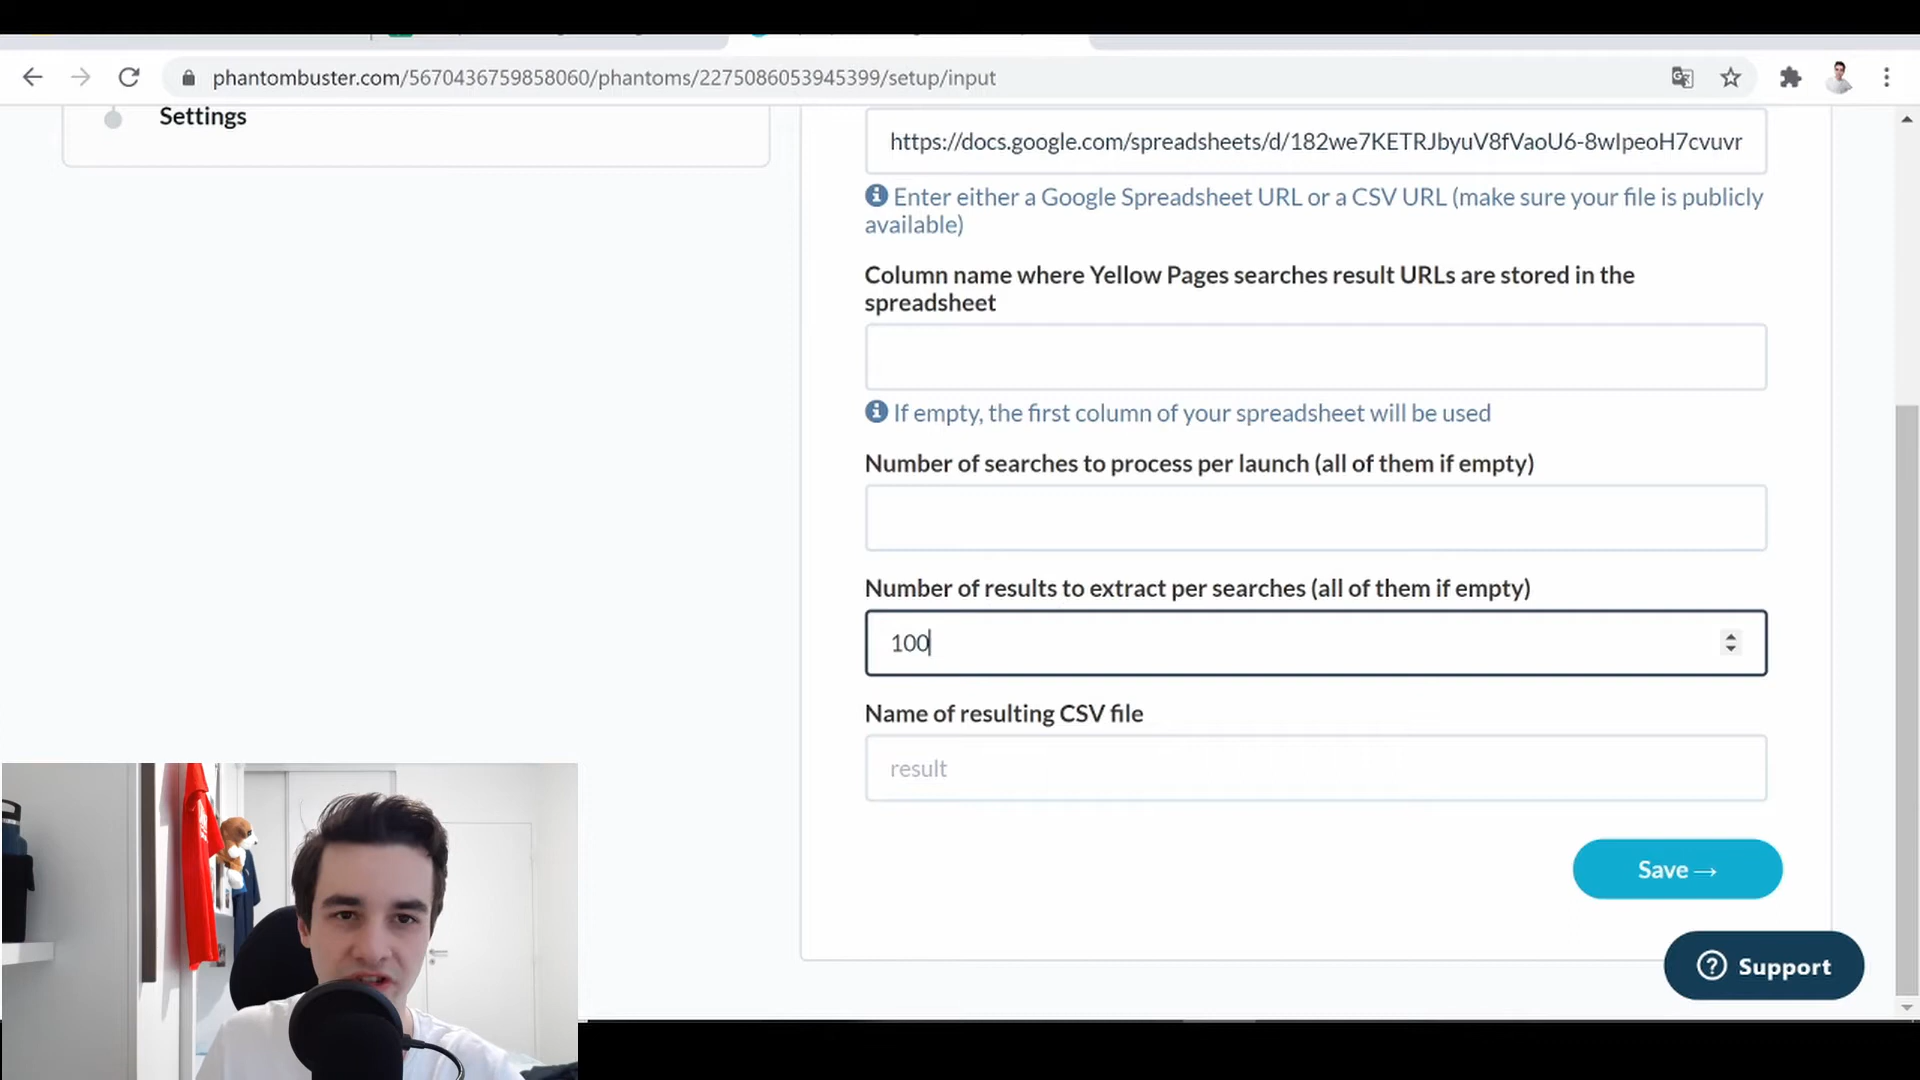 phantombuster.com/5670436759858060/phantoms/2275086053945399/setup/input
Settings
https://docs.google.com/spreadsheets/d/182we7KETRJbyuV8fVaoU6-8wIpeoH7cvuvr
Enter either a Google Spreadsheet URL or a CSV URL (make sure your file is publicly
available)
Column name where Yellow Pages searches result URLs are stored in the
spreadsheet
If empty, the first column of your spreadsheet will be used
Number of searches to process per launch (all of them if empty)
Number of results to extract per searches (all of them if empty)
100
Name of resulting CSV file
result
Save →
Support